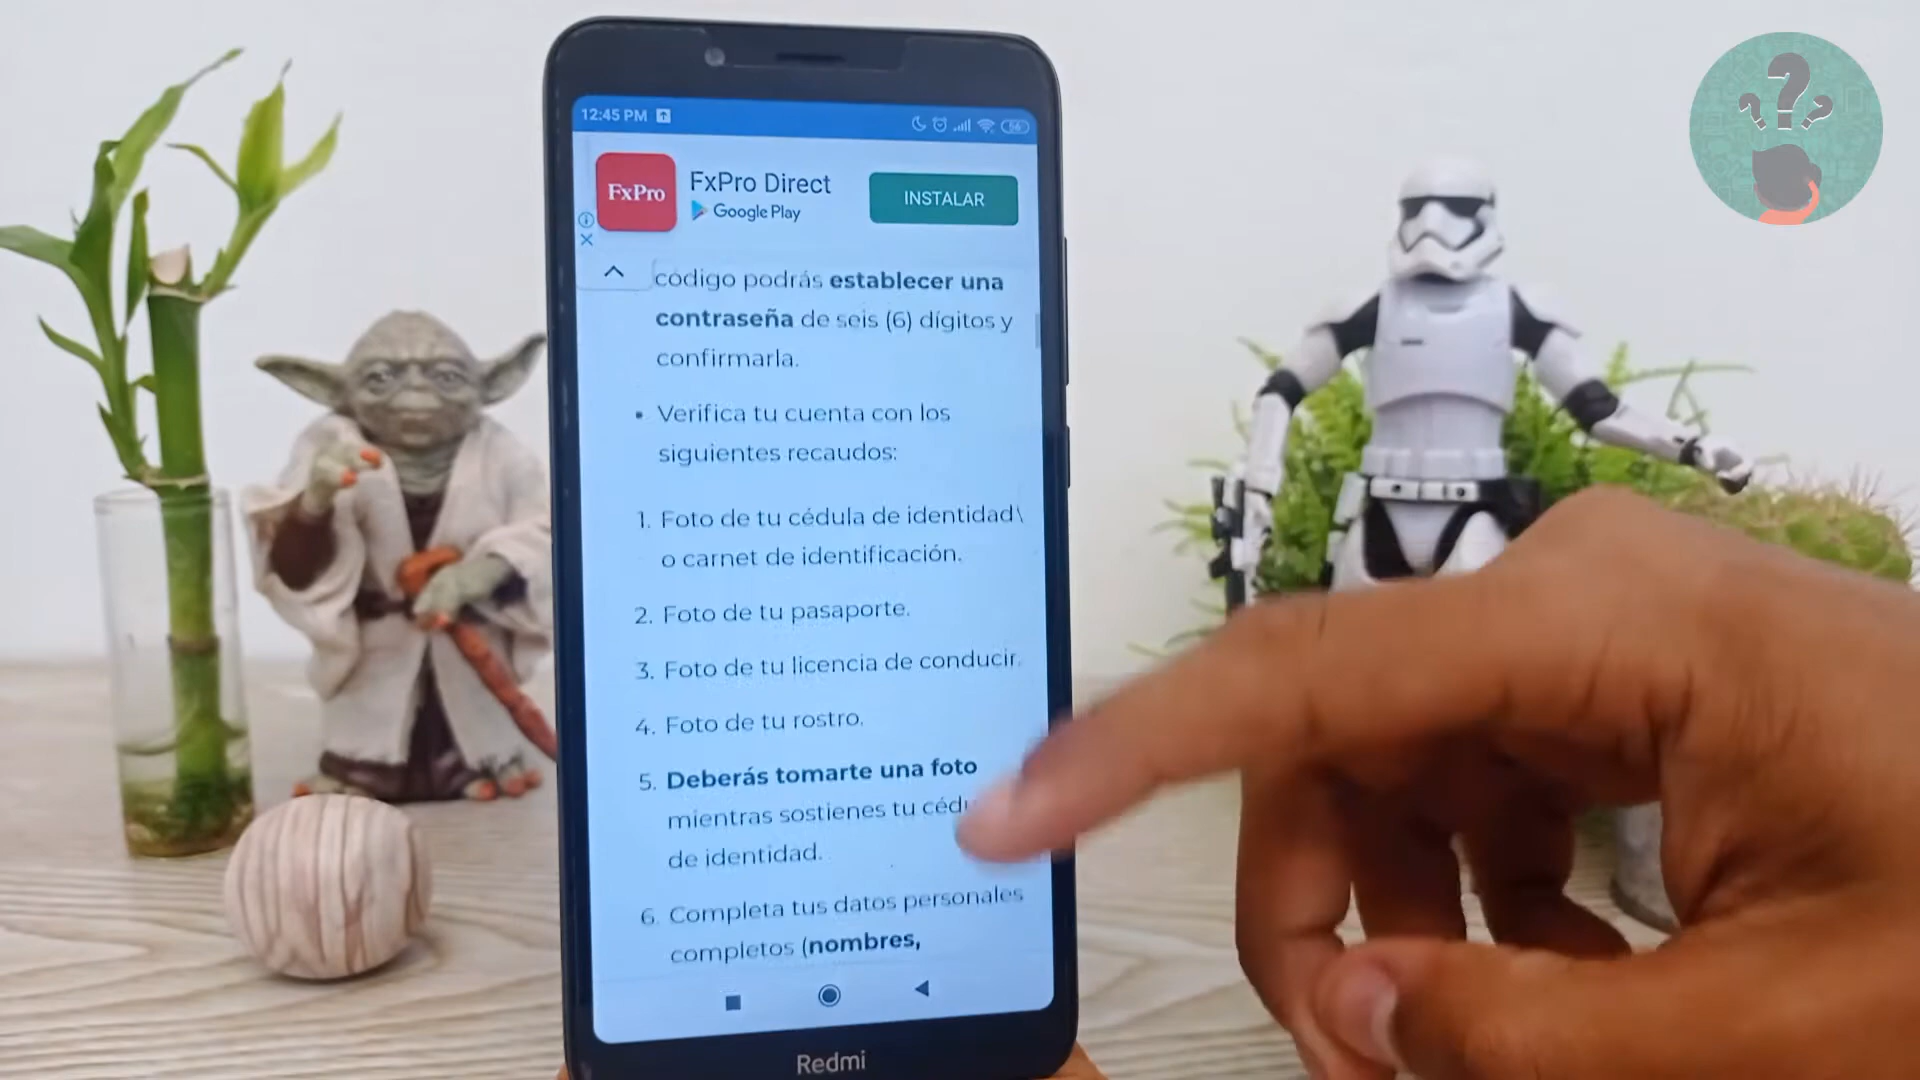 12:45 PM
56
FxPro
FxPro Direct
Google Play
INSTALAR
código podrás establecer una
contraseña de seis (6) dígitos y
confirmarla.
• Verifica tu cuenta con los
siguientes recaudos:
1. Foto de tu cédula de identidad\
o carnet de identificación.
2. Foto de tu pasaporte.
3. Foto de tu licencia de conducir.
4. Foto de tu rostro.
5. Deberás tomarte una foto
mientras sostienes tu cédu
de identidad.
6. Completa tus datos personales
completos (nombres,
Redmi
???